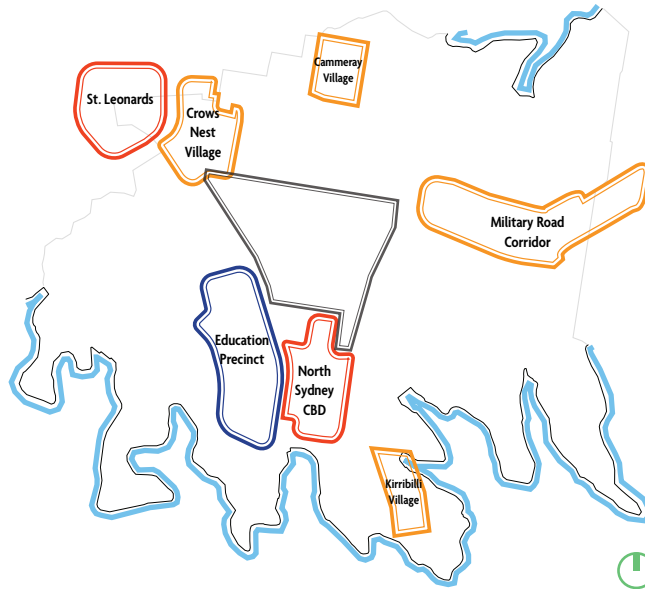 Cammeray
Village
St. Leonards
Crows
Nest
Village
Military Road
Corridor
Education
Precinct
North
Sydney
CBD
Kirribilli
Village